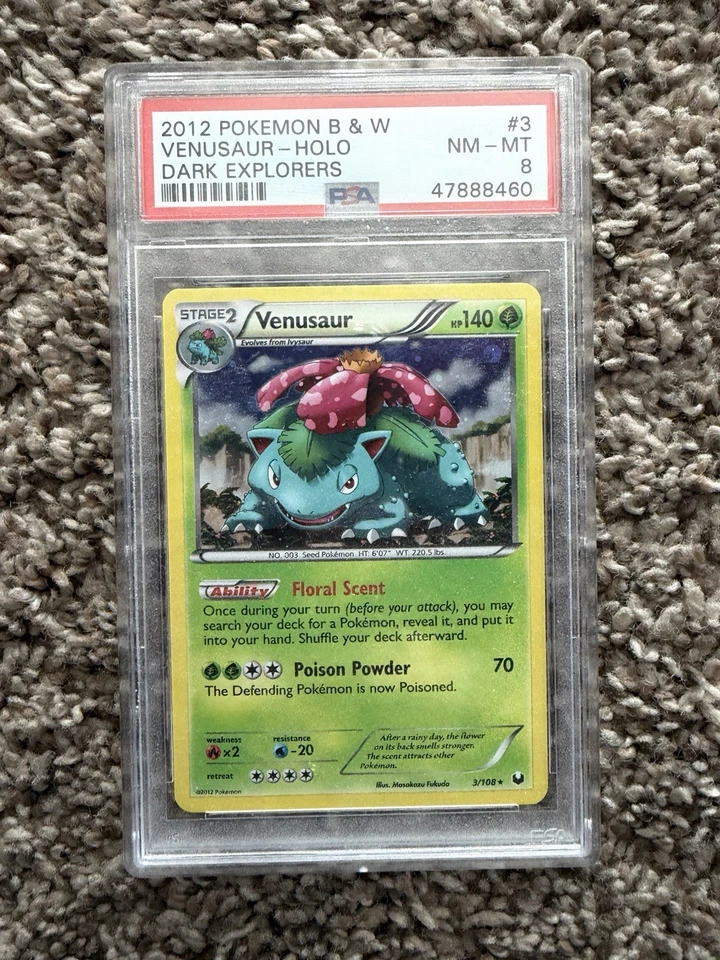 2012 POKEMON B & W #3
VENUSAUR - HOLO NM - MT
DARK EXPLORERS 8
PSA 47888460
STAGE2 Venusaur HP140
Evolves from Ivysaur
NO. 003 Seed Pokémon HT: 6'07" WT: 220.5 lbs.
Ability Floral Scent
Once during your turn (before your attack), you may
search your deck for a Pokémon, reveal it, and put it
into your hand. Shuffle your deck afterward.
Poison Powder 70
The Defending Pokémon is now Poisoned.
weakness resistance
x2 -20
retreat
After a rainy day, the flower
on its back smells stronger.
The scent attracts other
Pokémon.
©2012 Pokémon Illus. Masakazu Fukuda 3/108 ★
PSA